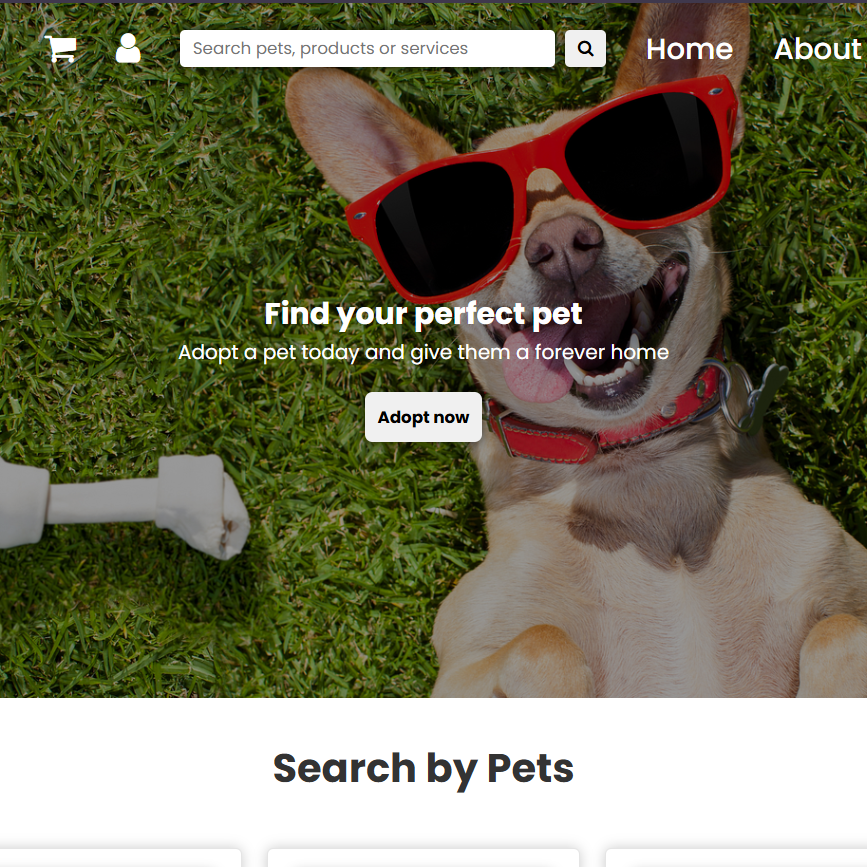 Search pets, products or services
Home
About
Find your perfect pet
Adopt a pet today and give them a forever home
Adopt now
Search by Pets